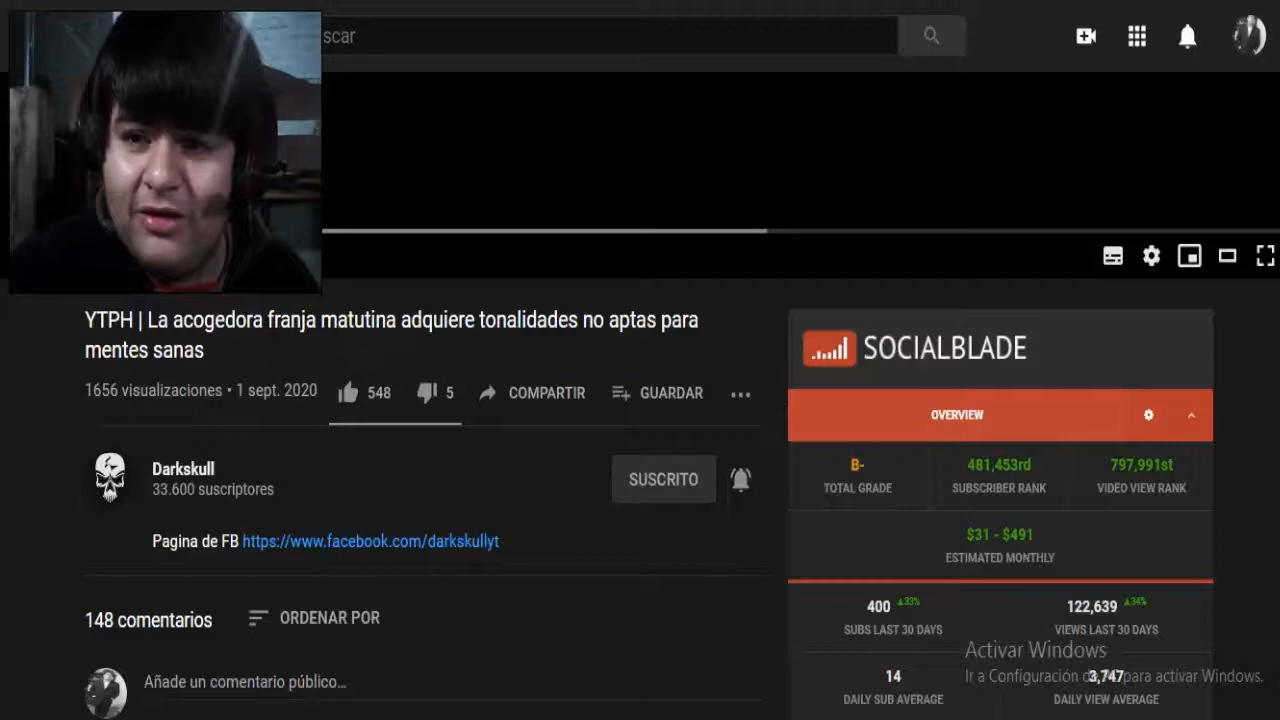 scar
YTPH | La acogedora franja matutina adquiere tonalidades no aptas para
mentes sanas
1656 visualizaciones • 1 sept. 2020
548
5
COMPARTIR
GUARDAR
Darkskull
33.600 suscriptores
SUSCRITO
Pagina de FB https://www.facebook.com/darkskullyt
148 comentarios
ORDENAR POR
Añade un comentario público...
SOCIALBLADE
OVERVIEW
B-
TOTAL GRADE
481,453rd
SUBSCRIBER RANK
797,991st
VIDEO VIEW RANK
$31 - $491
ESTIMATED MONTHLY
400 ▲33%
SUBS LAST 30 DAYS
122,639 ▲34%
VIEWS LAST 30 DAYS
14
DAILY SUB AVERAGE
3,747
DAILY VIEW AVERAGE
Activar Windows
Ir a Configuración de para activar Windows.